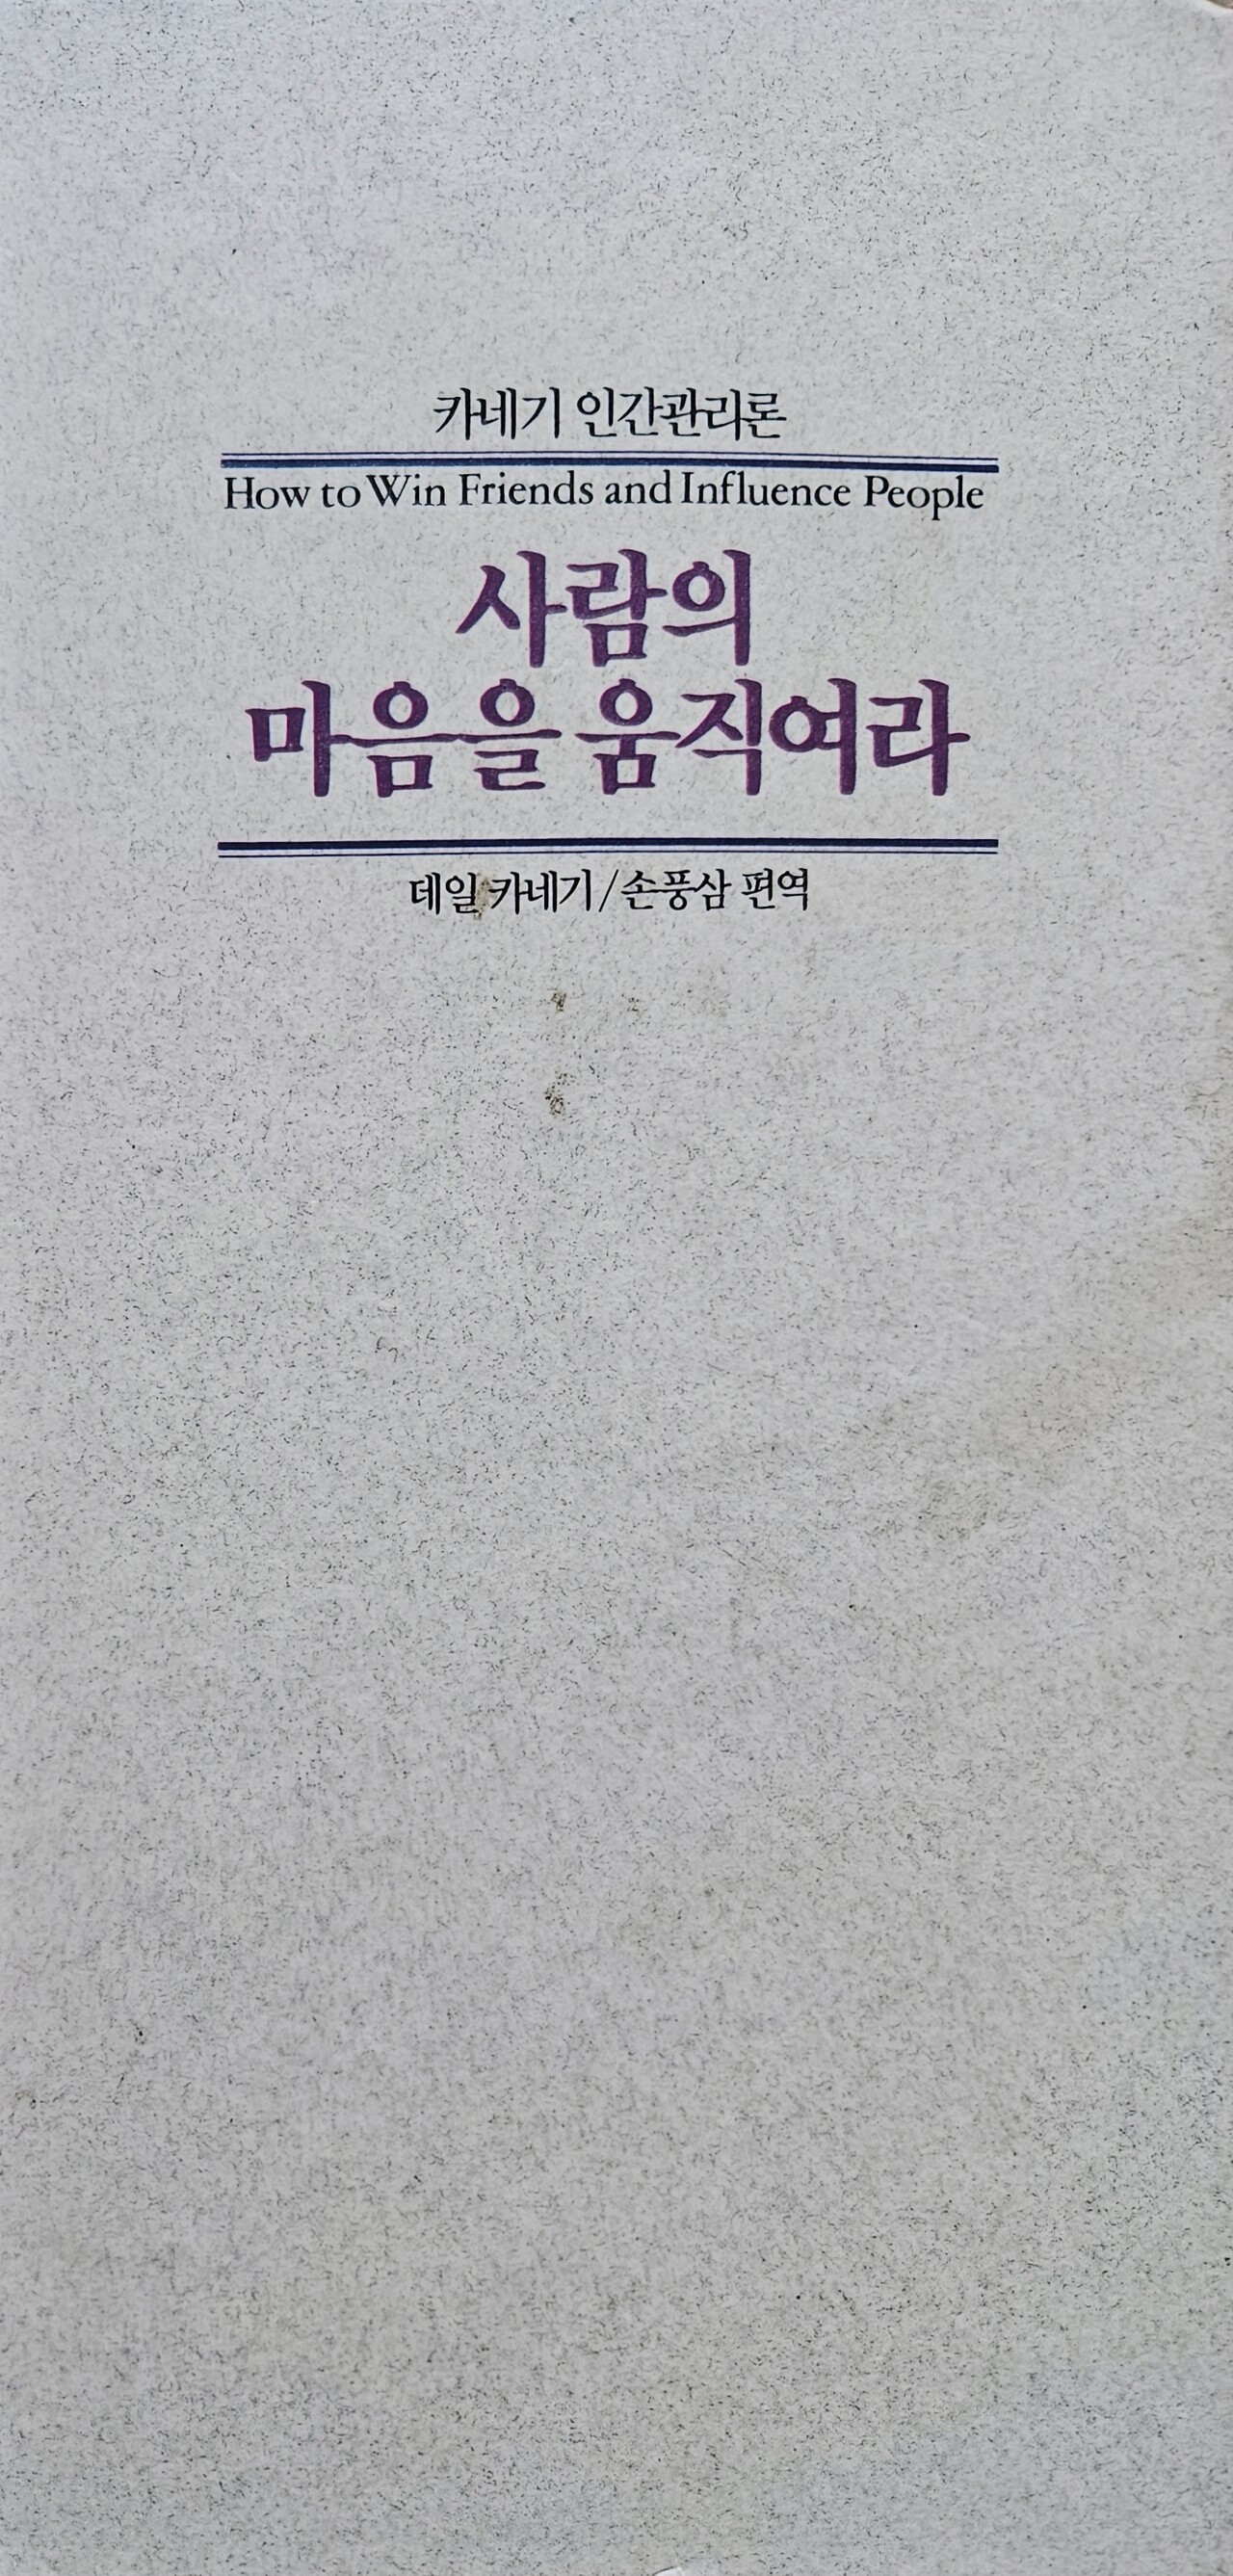 카네기 인간관리론
How to Win Friends and Influence People
사람의
마음을 움직여라
데일 카네기/손풍삼 편역